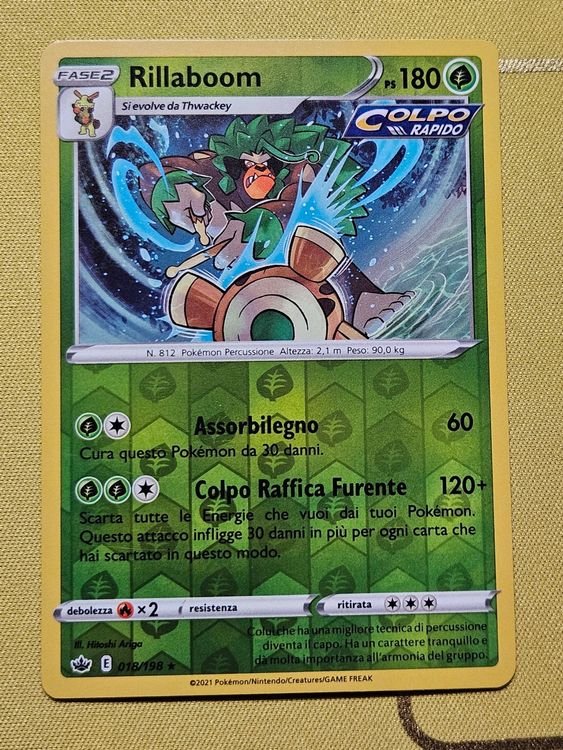 FASE2 Rillaboom PS 180
Si evolve da Thwackey
COLPO
RAPIDO
N. 812 Pokémon Percussione Altezza: 2,1 m Peso: 90,0 kg
Assorbilegno 60
Cura questo Pokémon da 30 danni.
Colpo Raffica Furente 120+
Scarta tutte le Energie che vuoi dai tuoi Pokémon.
Questo attacco infligge 30 danni in più per ogni carta che
hai scartato in questo modo.
debolezza ×2 resistenza ritirata
Ill. Hitoshi Ariga
Colui che ha una migliore tecnica di percussione
diventa il capo. Ha un carattere tranquillo e
dà molta importanza all'armonia del gruppo.
E 018/198 ★
©2021 Pokémon/Nintendo/Creatures/GAME FREAK